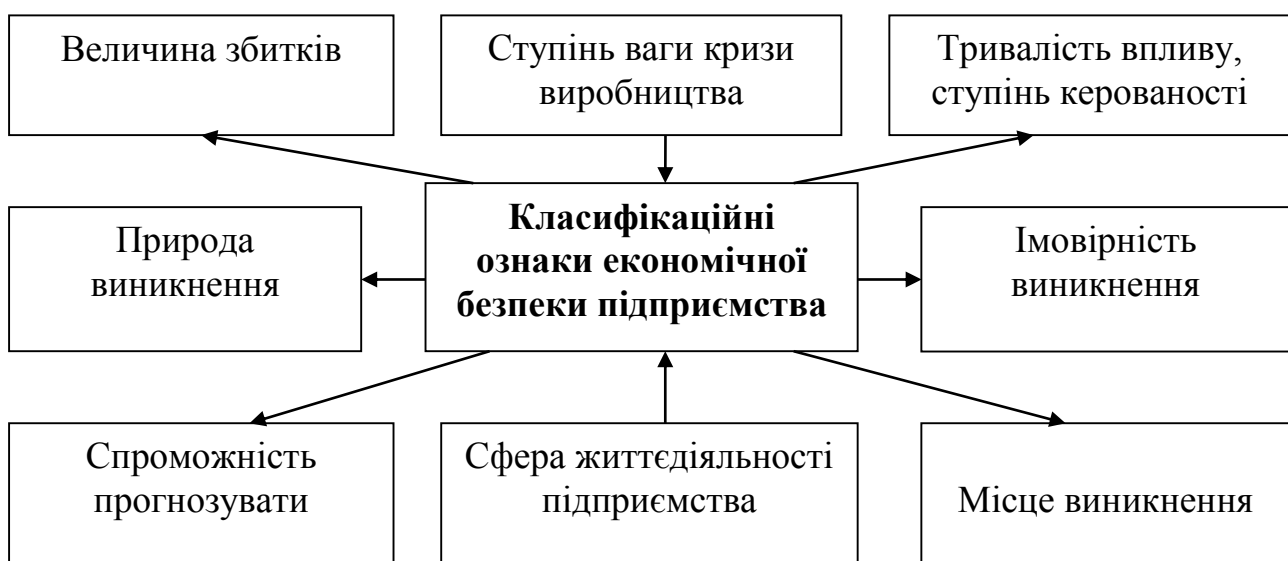 Величина збитків
Ступінь ваги кризи
виробництва
Тривалість впливу,
ступінь керованості
Природа
виникнення
Класифікаційні
ознаки економічної
безпеки підприємства
Імовірність
виникнення
Спроможність
прогнозувати
Сфера життєдіяльності
підприємства
Місце виникнення